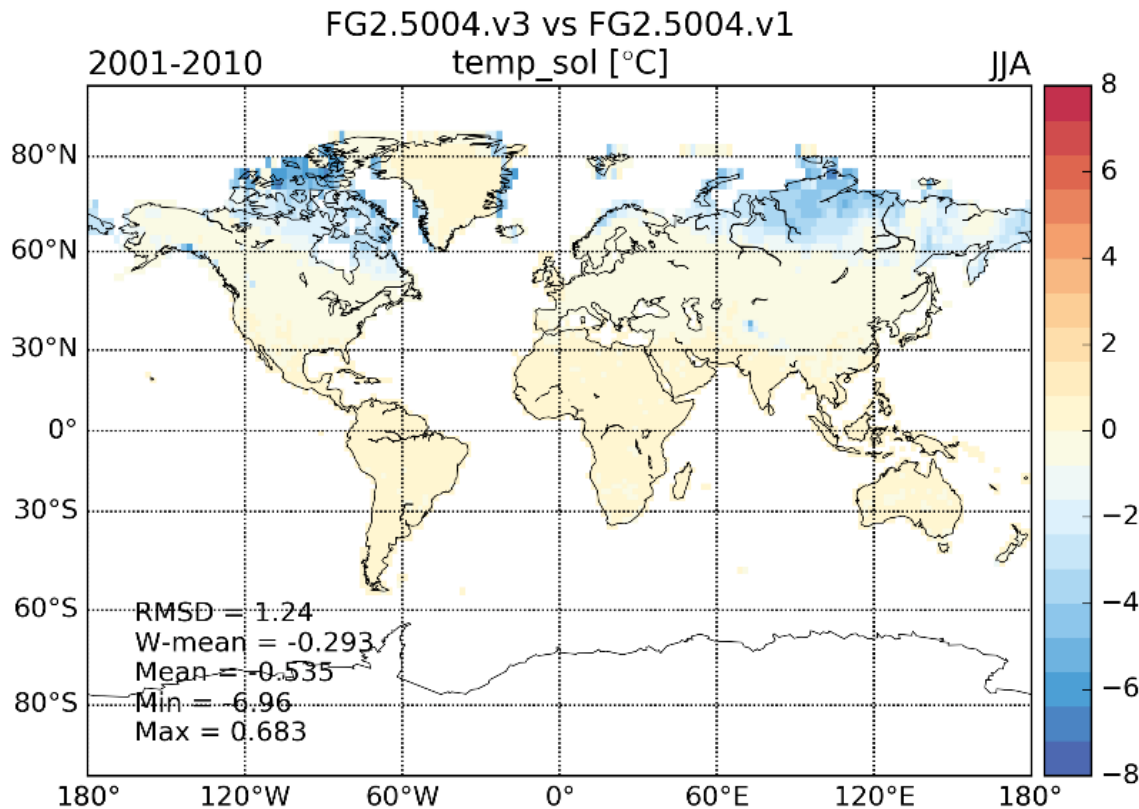 FG2.5004.v3 vs FG2.5004.v1
2001-2010 temp_sol [°C] JJA
80°N
60°N
30°N
0°
30°S
60°S
80°S
RMSD = 1.24
W-mean = -0.293
Mean = -0.535
Min = -6.96
Max = 0.683
180° 120°W 60°W 0° 60°E 120°E 180°
8
6
4
2
0
−2
−4
−6
−8